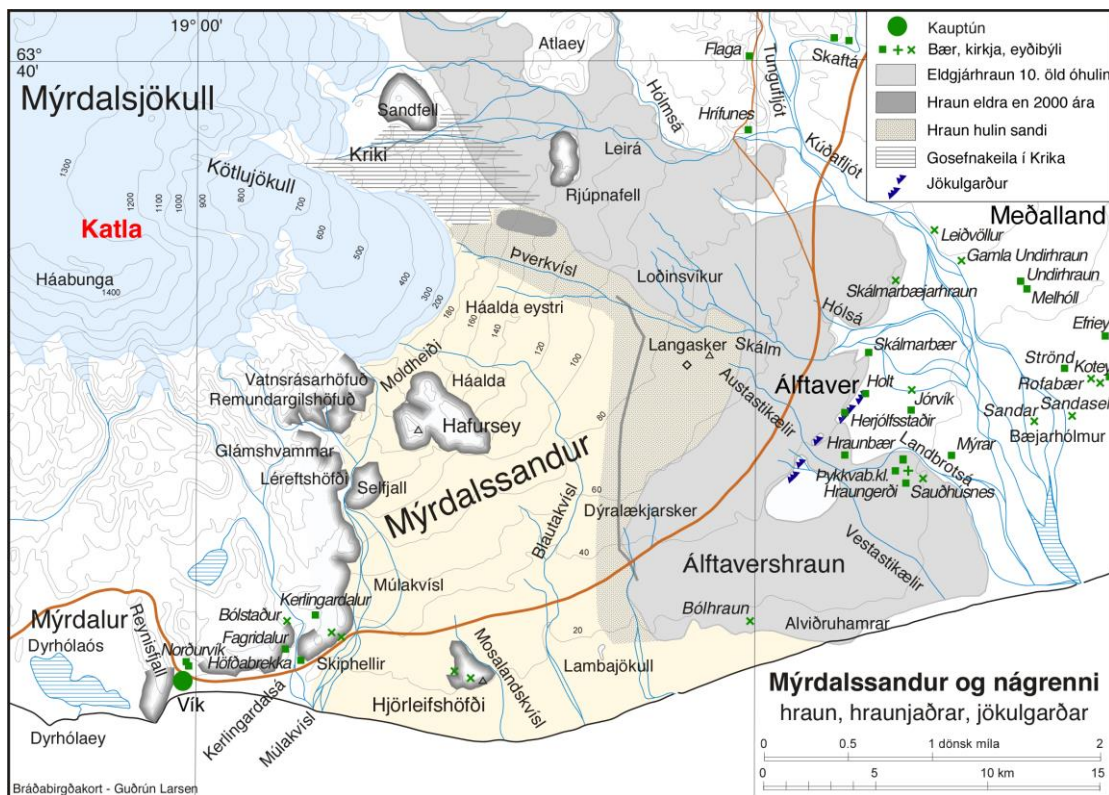 19° 00'
63°
40'
Mýrdalsjökull
Sandfell
Atlaey
Flaga
Tungufljót
Skaftá
Hólmsá
Hrífunes
Kúðafljót
Kauptún
Bær, kirkja, eyðibýli
Eldgjárhraun 10. öld óhulin
Hraun eldra en 2000 ára
Hraun hulin sandi
Gosefnakeila í Krika
Jökulgarður
Kriki
Leirá
Rjúpnafell
Kötlujökull
1300
1200
1100
1000
900
800
700
600
500
400
300
200
Katla
Háabunga
1400
Meðalland
Leiðvöllur
Gamla Undirhraun
Undirhraun
Melhóll
Efriey
Þverkvísl
Loðinsvíkur
Skálmarbæjarhraun
Hólsá
Háalda eystri
180
160
140
120
100
80
60
40
20
Langasker
Skálm
Skálmarbær
Moldheiði
Vatnsrásarhöfuð
Remundargilshöfuð
Háalda
Hafursey
Austastikælir
Álftaver
Holt
Jórvík
Herjólfsstaðir
Strönd
Kotey
Rofabær
Sandasel
Sandar
Bæjarhólmur
Glámshvammar
Léreftshöfði
Selfjall
Mýrdalssandur
Hraunbær
Landbrotsá
Mýrar
Þykkvab.kl.
Hraungerði
Sauðhúsnes
Dýralækjarsker
Blautakvísl
Vestastikælir
Álftavershraun
Múlakvísl
Bólhraun
Alviðruhamrar
Mýrdalur
Dyrhólaós
Reynisfjall
Norðurvík
Bólstaður
Kerlingardalur
Fagridalur
Höfðabrekka
Skiphellir
Vík
Dyrhólaey
Kerlingardalsá
Múlakvísl
Hjörleifshöfði
Mosalandskvísl
Lambajökull
Mýrdalssandur og nágrenni
hraun, hraunjaðrar, jökulgarðar
0 0.5 1 dönsk míla 2
0 5 10 km 15
Bráðabirgðakort - Guðrún Larsen